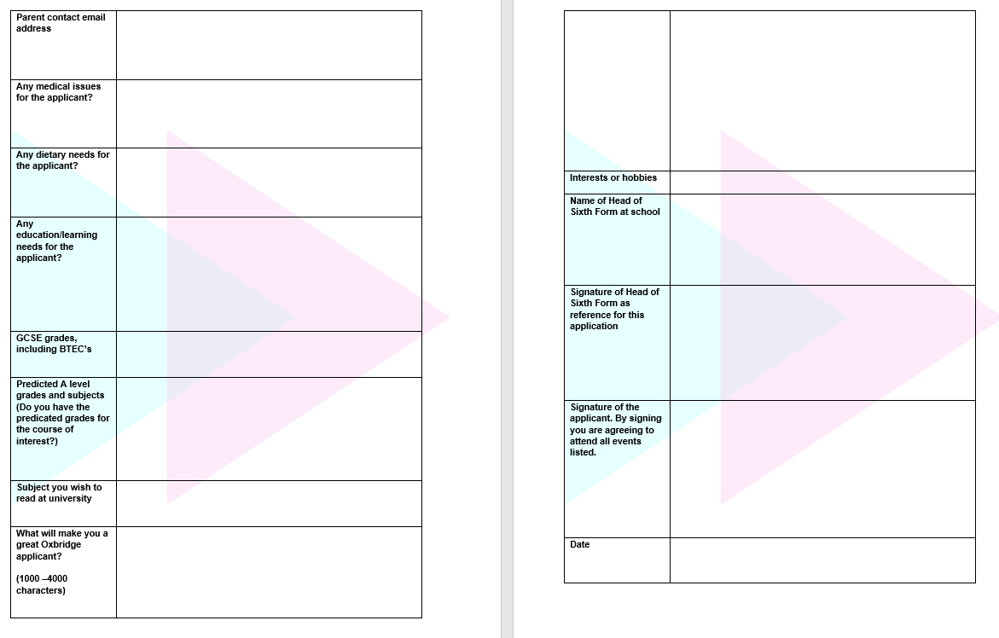 Parent contact email
address
Any medical issues
for the applicant?
Any dietary needs for
the applicant?
Any
education/learning
needs for the
applicant?
GCSE grades,
including BTEC’s
Predicted A level
grades and subjects
(Do you have the
predicated grades for
the course of
interest?)
Subject you wish to
read at university
What will make you a
great Oxbridge
applicant?
(1000 –4000
characters)
Interests or hobbies
Name of Head of
Sixth Form at school
Signature of Head of
Sixth Form as
reference for this
application
Signature of the
applicant. By signing
you are agreeing to
attend all events
listed.
Date